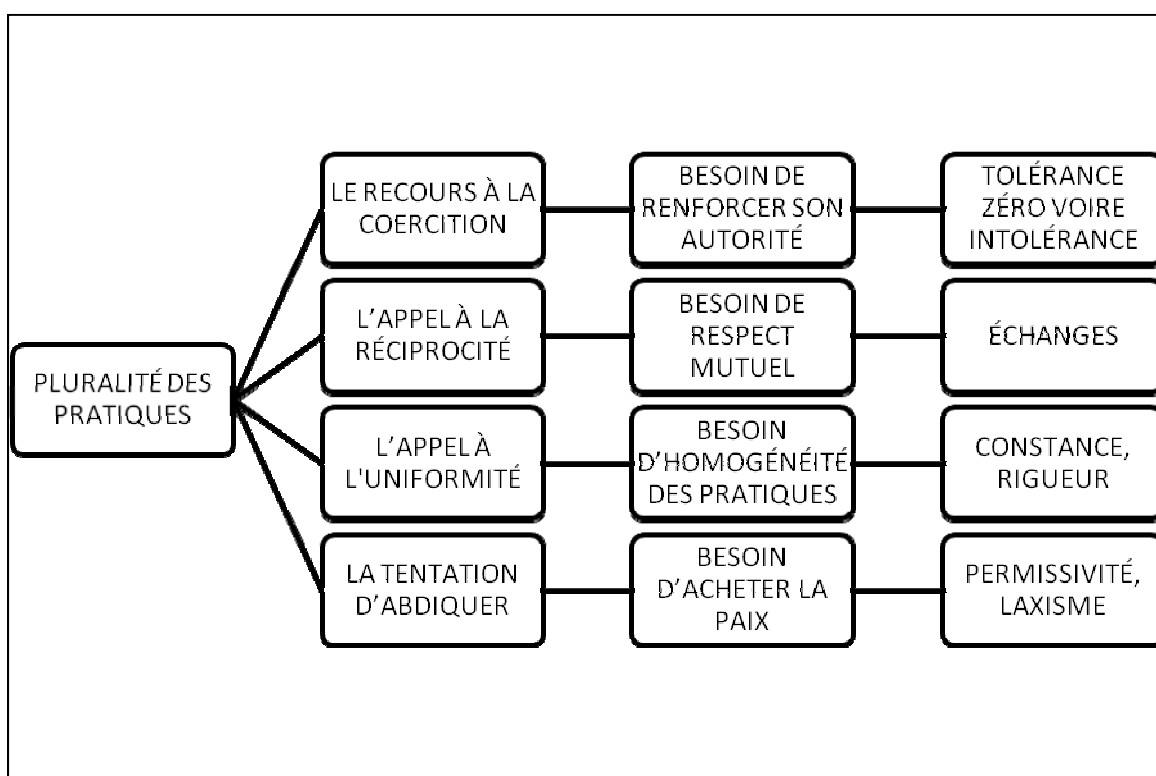 PLURALITÉ DES
PRATIQUES
LE RECOURS À LA
COERCITION
BESOIN DE
RENFORCER SON
AUTORITÉ
TOLÉRANCE
ZÉRO VOIRE
INTOLÉRANCE
L’APPEL À LA
RÉCIPROCITÉ
BESOIN DE
RESPECT
MUTUEL
ÉCHANGES
L’APPEL À
L'UNIFORMITÉ
BESOIN
D’HOMOGÉNÉITÉ
DES PRATIQUES
CONSTANCE,
RIGUEUR
LA TENTATION
D’ABDIQUER
BESOIN
D’ACHETER LA
PAIX
PERMISSIVITÉ,
LAXISME